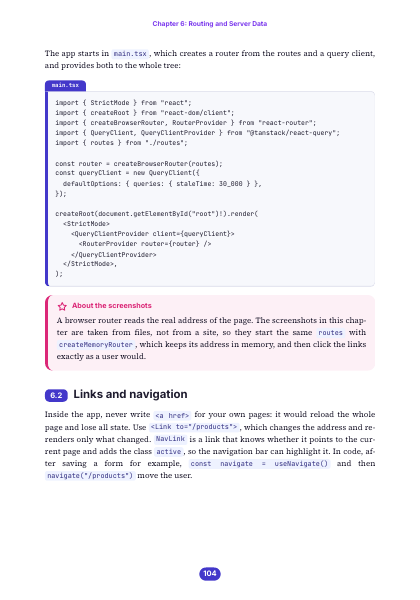 Chapter 6: Routing and Server Data
The app starts in main.tsx, which creates a router from the routes and a query client,
and provides both to the whole tree:
main.tsx
import { StrictMode } from "react";
import { createRoot } from "react-dom/client";
import { createBrowserRouter, RouterProvider } from "react-router";
import { QueryClient, QueryClientProvider } from "@tanstack/react-query";
import { routes } from "./routes";
const router = createBrowserRouter(routes);
const queryClient = new QueryClient({
  defaultOptions: { queries: { staleTime: 30_000 } },
});
createRoot(document.getElementById("root")!).render(
  <StrictMode>
    <QueryClientProvider client={queryClient}>
      <RouterProvider router={router} />
    </QueryClientProvider>
  </StrictMode>,
);
About the screenshots
A browser router reads the real address of the page. The screenshots in this chap-
ter are taken from files, not from a site, so they start the same routes with
createMemoryRouter, which keeps its address in memory, and then click the links
exactly as a user would.
6.2 Links and navigation
Inside the app, never write <a href> for your own pages: it would reload the whole
page and lose all state. Use <Link to="/products">, which changes the address and re-
renders only what changed. NavLink is a link that knows whether it points to the cur-
rent page and adds the class active, so the navigation bar can highlight it. In code, af-
ter saving a form for example, const navigate = useNavigate() and then
navigate("/products") move the user.
104